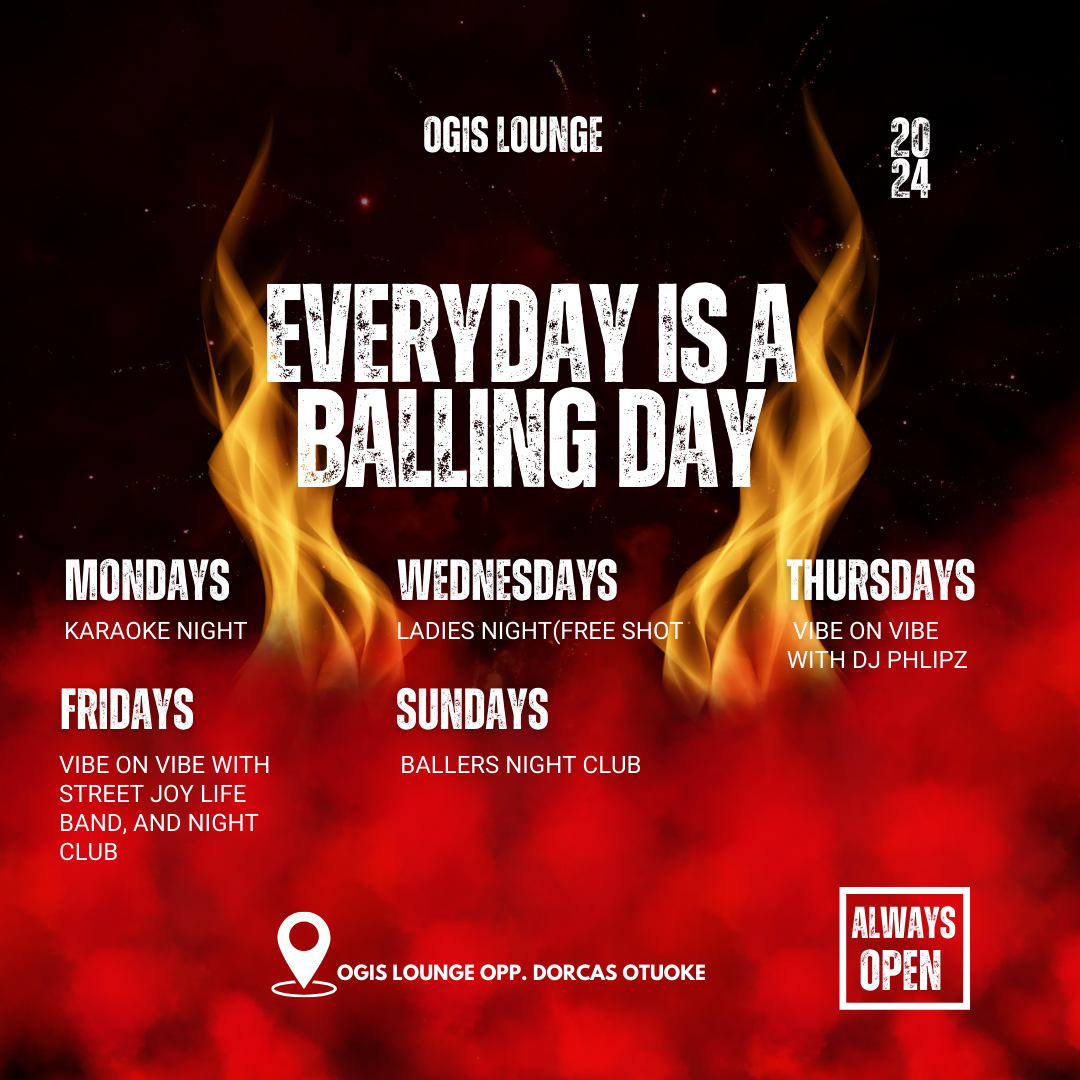 OGIS LOUNGE
20
24
EVERYDAY IS A
BALLING DAY
MONDAYS
KARAOKE NIGHT
WEDNESDAYS
LADIES NIGHT(FREE SHOT
THURSDAYS
VIBE ON VIBE
WITH DJ PHLIPZ
FRIDAYS
VIBE ON VIBE WITH
STREET JOY LIFE
BAND, AND NIGHT
CLUB
SUNDAYS
BALLERS NIGHT CLUB
OGIS LOUNGE OPP. DORCAS OTUOKE
ALWAYS
OPEN